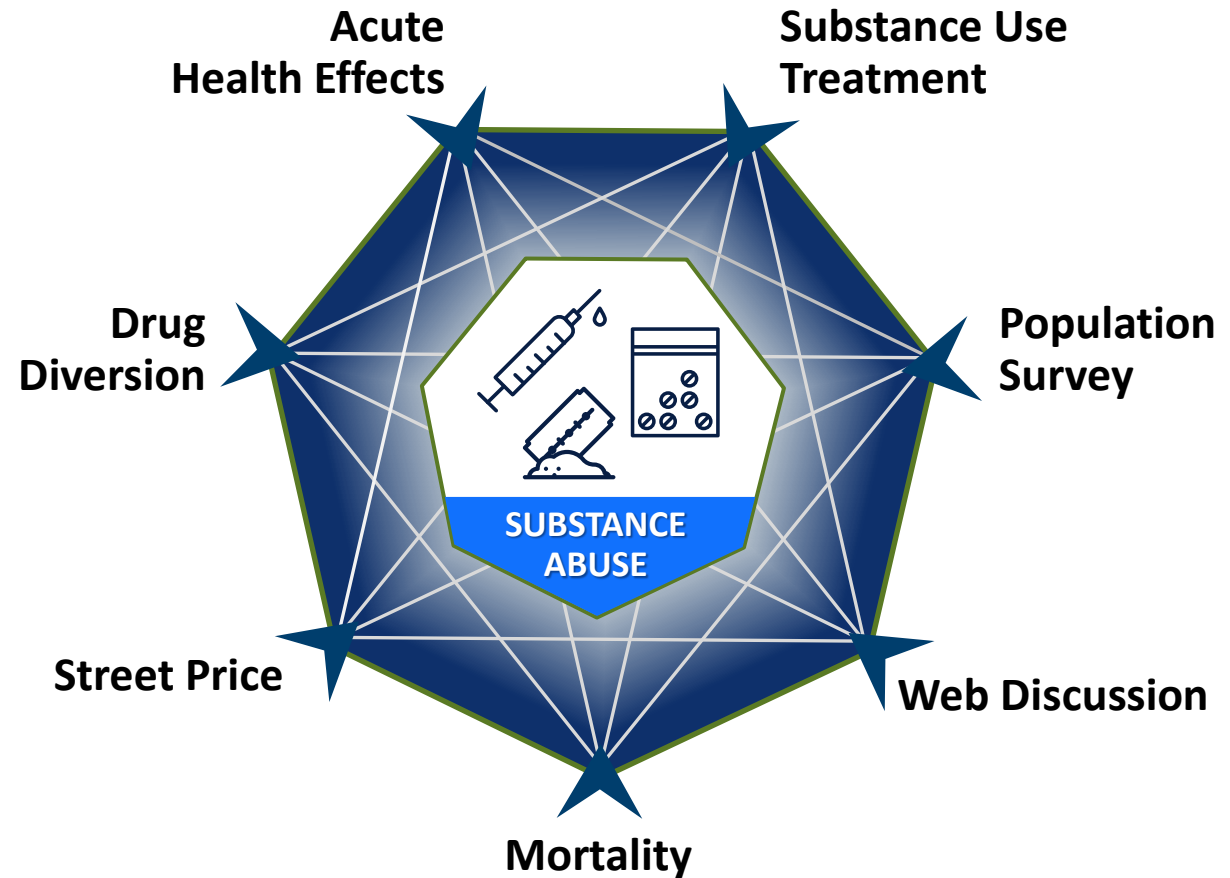 Acute
Health Effects
Substance Use
Treatment
Drug
Diversion
Population
Survey
SUBSTANCE
ABUSE
Street Price
Web Discussion
Mortality